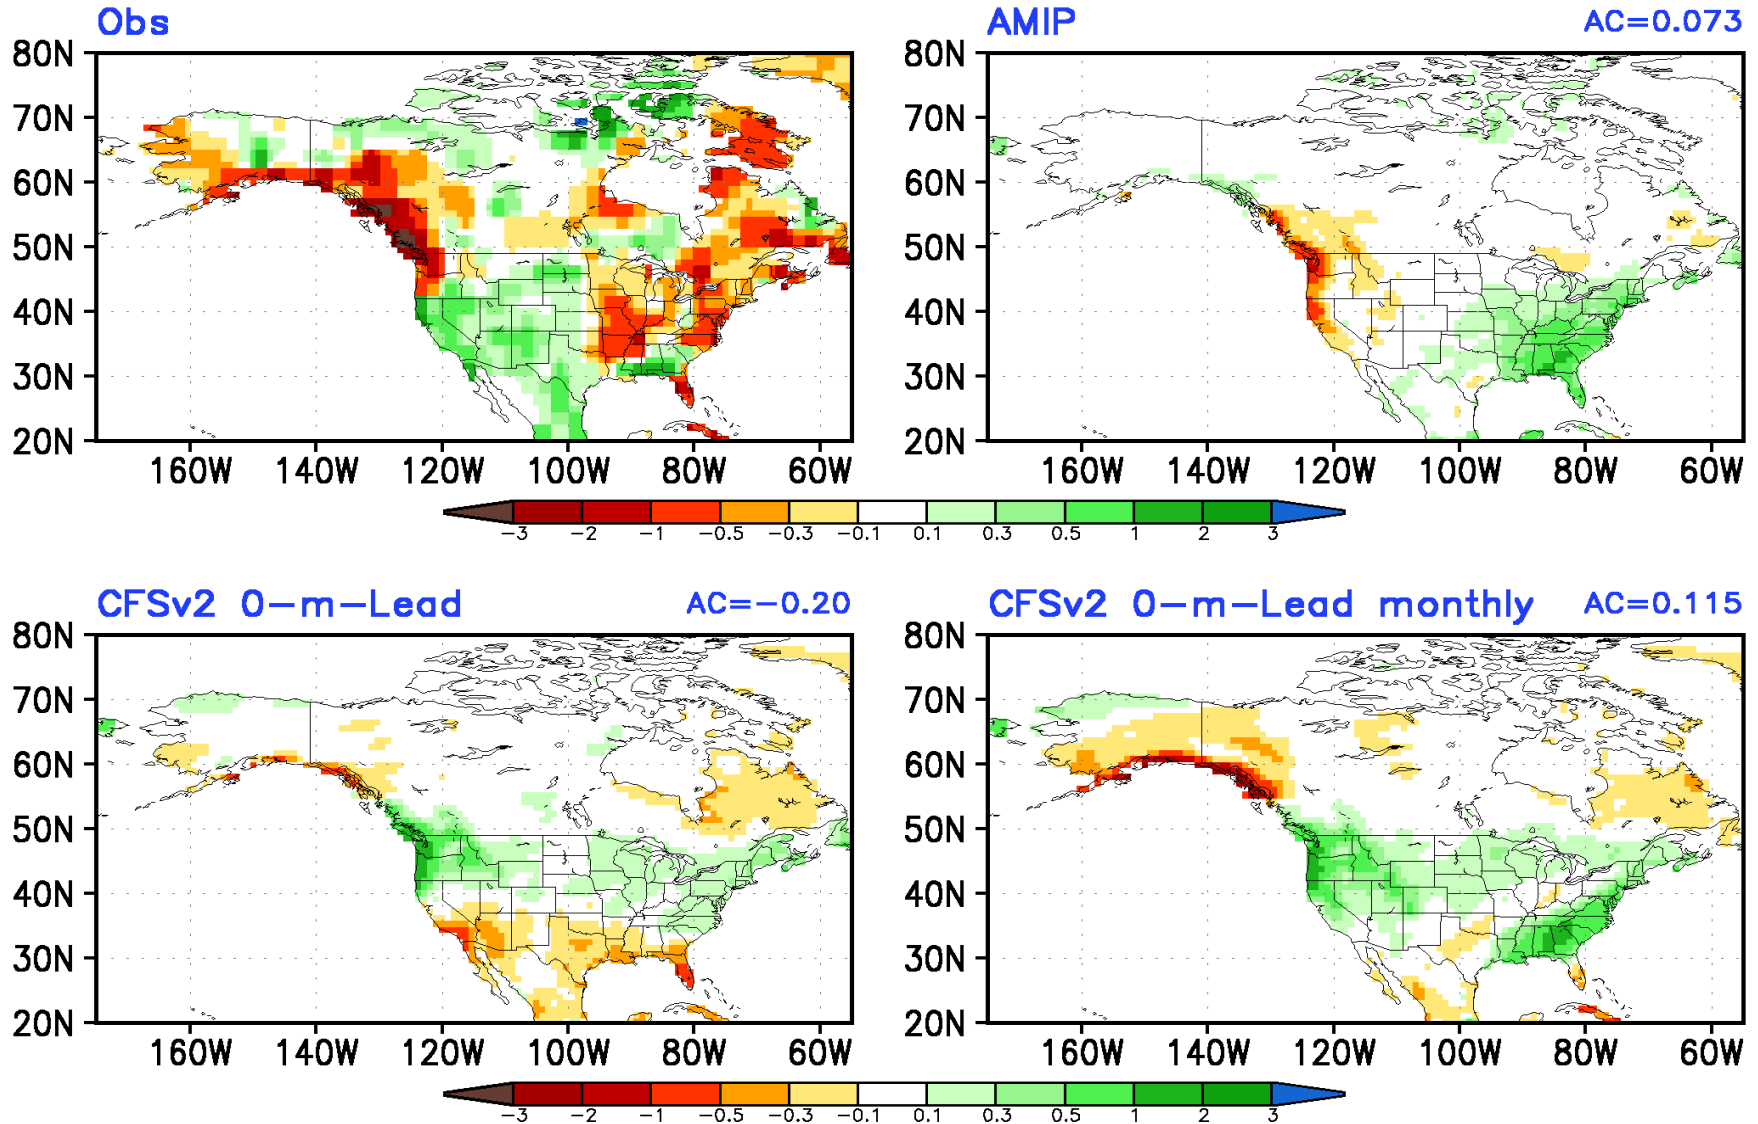 Obs
AMIP AC=0.073
80N
70N
60N
50N
40N
30N
20N
160W 140W 120W 100W 80W 60W
80N
70N
60N
50N
40N
30N
20N
160W 140W 120W 100W 80W 60W
-3 -2 -1 -0.5 -0.3 -0.1 0.1 0.3 0.5 1 2 3
CFSv2 0-m-Lead AC=-0.20
CFSv2 0-m-Lead monthly AC=0.115
80N
70N
60N
50N
40N
30N
20N
160W 140W 120W 100W 80W 60W
80N
70N
60N
50N
40N
30N
20N
160W 140W 120W 100W 80W 60W
-3 -2 -1 -0.5 -0.3 -0.1 0.1 0.3 0.5 1 2 3